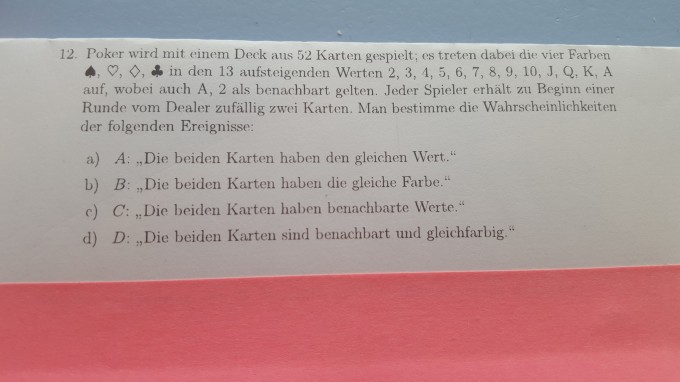 12. Poker wird mit einem Deck aus 52 Karten gespielt; es treten dabei die vier Farben
♠, ♡, ♢, ♣ in den 13 aufsteigenden Werten 2, 3, 4, 5, 6, 7, 8, 9, 10, J, Q, K, A
auf, wobei auch A, 2 als benachbart gelten. Jeder Spieler erhält zu Beginn einer
Runde vom Dealer zufällig zwei Karten. Man bestimme die Wahrscheinlichkeiten
der folgenden Ereignisse:
a) A: „Die beiden Karten haben den gleichen Wert.“
b) B: „Die beiden Karten haben die gleiche Farbe.“
c) C: „Die beiden Karten haben benachbarte Werte.“
d) D: „Die beiden Karten sind benachbart und gleichfarbig.“